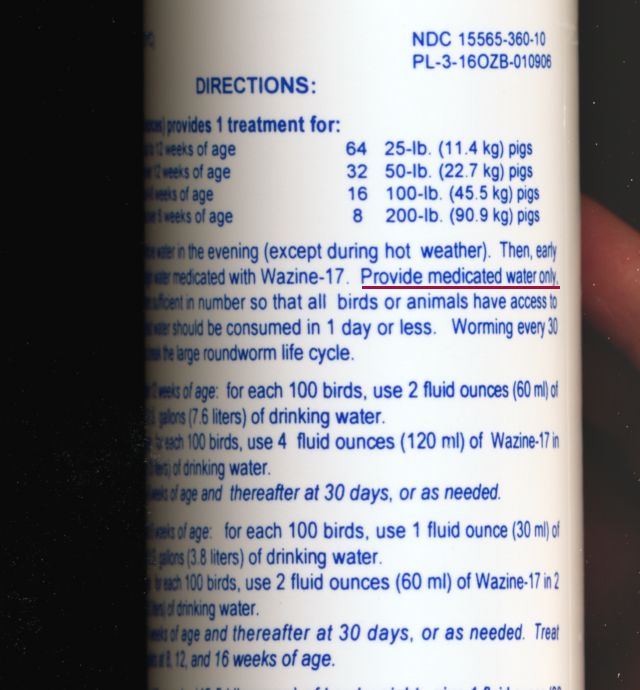 NDC 15565-360-10
PL-3-16OZB-010906
DIRECTIONS:
provides 1 treatment for:
12 weeks of age 64 25-lb. (11.4 kg) pigs
12 weeks of age 32 50-lb. (22.7 kg) pigs
weeks of age 16 100-lb. (45.5 kg) pigs
weeks of age 8 200-lb. (90.9 kg) pigs
water in the evening (except during hot weather). Then, early
water medicated with Wazine-17. Provide medicated water only,
sufficient in number so that all birds or animals have access to
water should be consumed in 1 day or less. Worming every 30
the large roundworm life cycle.
weeks of age: for each 100 birds, use 2 fluid ounces (60 ml) of
gallons (7.6 liters) of drinking water.
each 100 birds, use 4 fluid ounces (120 ml) of Wazine-17 in
of drinking water.
of age and thereafter at 30 days, or as needed.
weeks of age: for each 100 birds, use 1 fluid ounce (30 ml) of
gallons (3.8 liters) of drinking water.
each 100 birds, use 2 fluid ounces (60 ml) of Wazine-17 in 2
of drinking water.
weeks of age and thereafter at 30 days, or as needed. Treat
at 8, 12, and 16 weeks of age.